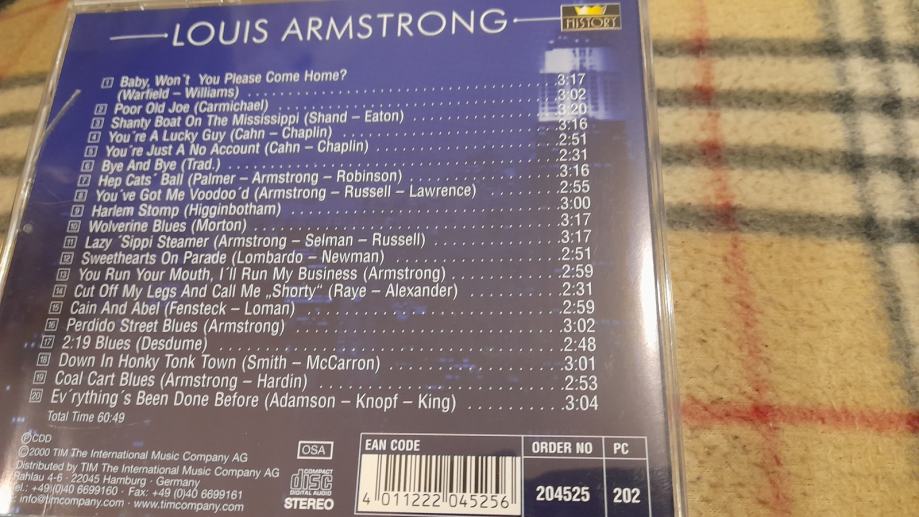 LOUIS ARMSTRONG
HISTORY
1 Baby, Won´t You Please Come Home?
(Warfield – Williams) 3:17
2 Poor Old Joe (Carmichael) 3:02
3 Shanty Boat On The Mississippi (Shand – Eaton) 3:20
4 You´re A Lucky Guy (Cahn – Chaplin) 3:16
5 You´re Just A No Account (Cahn – Chaplin) 2:51
6 Bye And Bye (Trad.) 2:31
7 Hep Cats´ Ball (Palmer – Armstrong – Robinson) 3:16
8 You´ve Got Me Voodoo´d (Armstrong – Russell – Lawrence) 2:55
9 Harlem Stomp (Higginbotham) 3:00
10 Wolverine Blues (Morton) 3:17
11 Lazy ´Sippi Steamer (Armstrong – Selman – Russell) 3:17
12 Sweethearts On Parade (Lombardo – Newman) 2:51
13 You Run Your Mouth, I´ll Run My Business (Armstrong) 2:59
14 Cut Off My Legs And Call Me „Shorty“ (Raye – Alexander) 2:31
15 Cain And Abel (Fensteck – Loman) 2:59
16 Perdido Street Blues (Armstrong) 3:02
17 2:19 Blues (Desdume) 2:48
18 Down In Honky Tonk Town (Smith – McCarron) 3:01
19 Coal Cart Blues (Armstrong – Hardin) 2:53
20 Ev´rything´s Been Done Before (Adamson – Knopf – King) 3:04
Total Time 60:49
ⓅCDD
©2000 TIM The International Music Company AG
Distributed by TIM The International Music Company AG
Rahlau 4-6 · 22045 Hamburg · Germany
Tel.: +49(0)40 6699160 · Fax: +49 (0)40 6699161
info@timcompany.com · www.timcompany.com
OSA
COMPACT
disc
DIGITAL AUDIO
STEREO
EAN CODE
4 011222 045256
ORDER NO
204525
PC
202